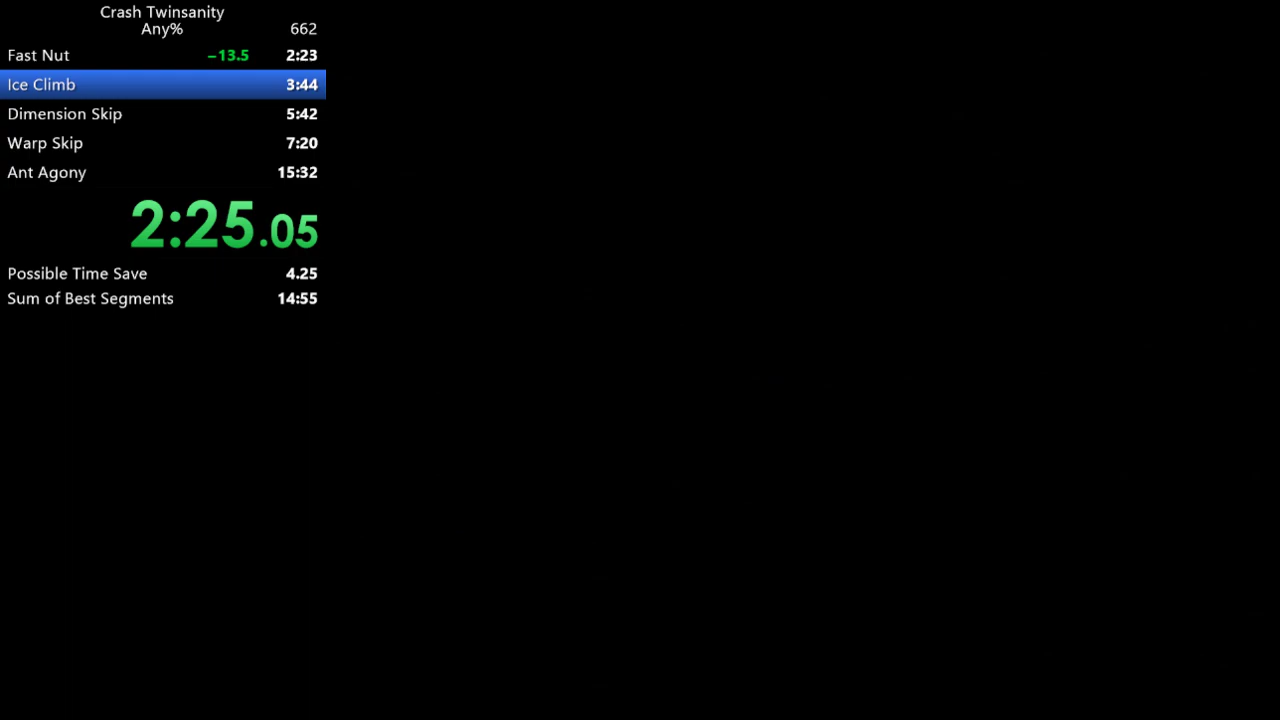 Crash Twinsanity
Any% 662
Fast Nut −13.5 2:23
Ice Climb 3:44
Dimension Skip 5:42
Warp Skip 7:20
Ant Agony 15:32
2:25.05
Possible Time Save 4.25
Sum of Best Segments 14:55